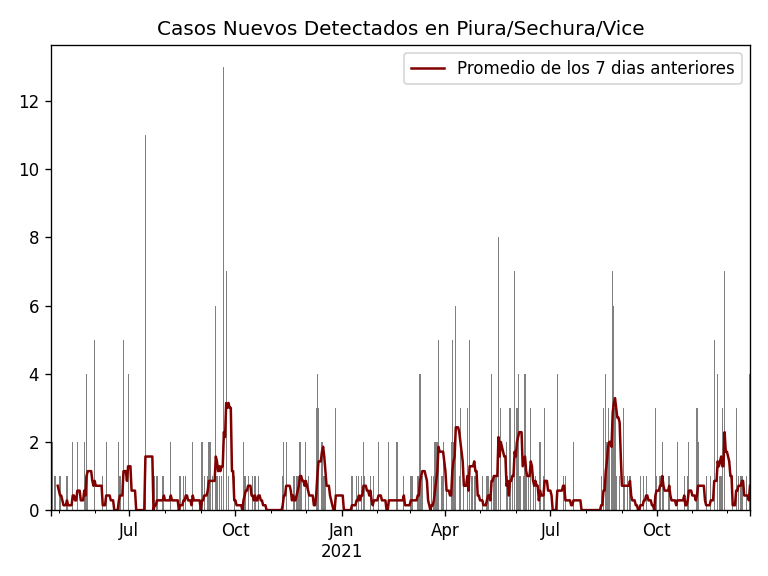 Casos Nuevos Detectados en Piura/Sechura/Vice
Promedio de los 7 dias anteriores
12
10
8
6
4
2
0
Jul Oct Jan Apr Jul Oct
2021